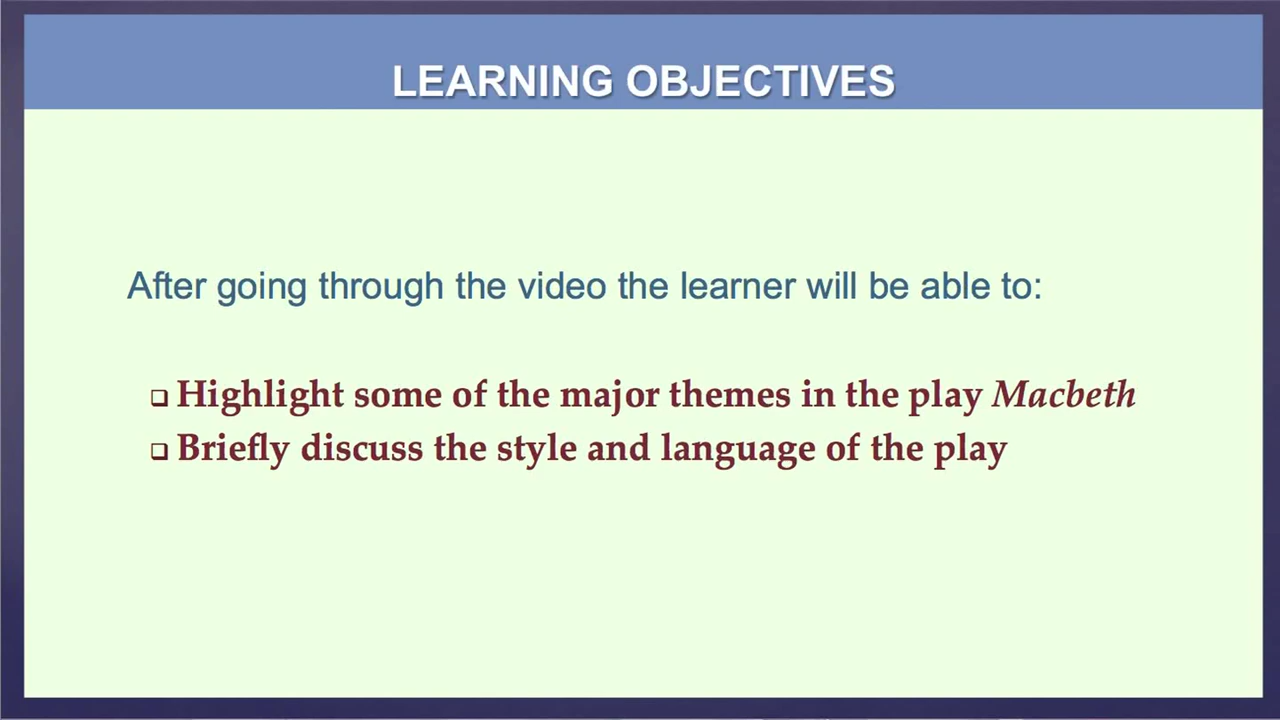 LEARNING OBJECTIVES
After going through the video the learner will be able to:
❑ Highlight some of the major themes in the play Macbeth
❑ Briefly discuss the style and language of the play